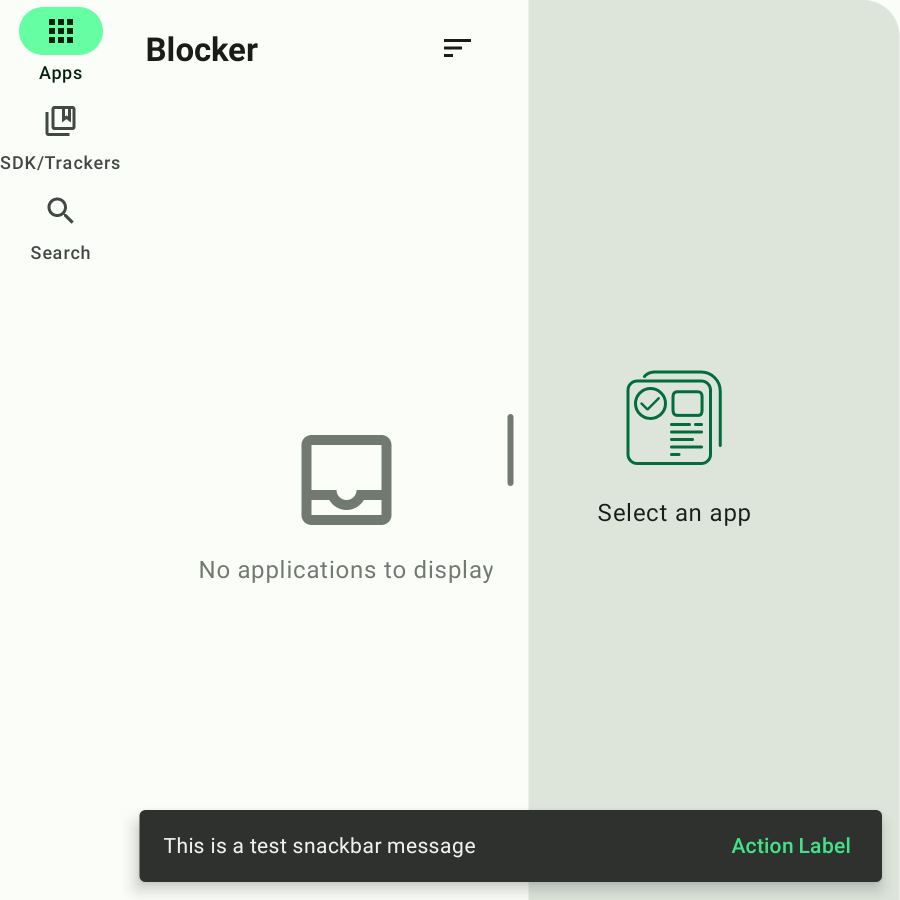 Apps
SDK/Trackers
Search
Blocker
No applications to display
Select an app
This is a test snackbar message
Action Label